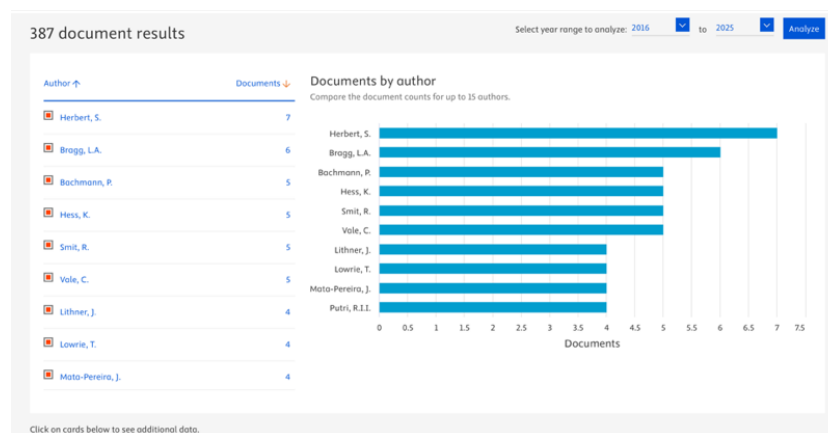 387 document results
Select year range to analyze: 2016 to 2025 Analyze
Author Documents
Herbert, S. 7
Bragg, L.A. 6
Bachmann, P. 5
Hess, K. 5
Smit, R. 5
Vale, C. 5
Lithner, J. 4
Lowrie, T. 4
Mata-Pereira, J. 4
Documents by author
Compare the document counts for up to 15 authors.
Herbert, S.
Bragg, L.A.
Bachmann, P.
Hess, K.
Smit, R.
Vale, C.
Lithner, J.
Lowrie, T.
Mata-Pereira, J.
Putri, R.I.I.
0 0.5 1 1.5 2 2.5 3 3.5 4 4.5 5 5.5 6 6.5 7 7.5
Documents
Click on cards below to see additional data.